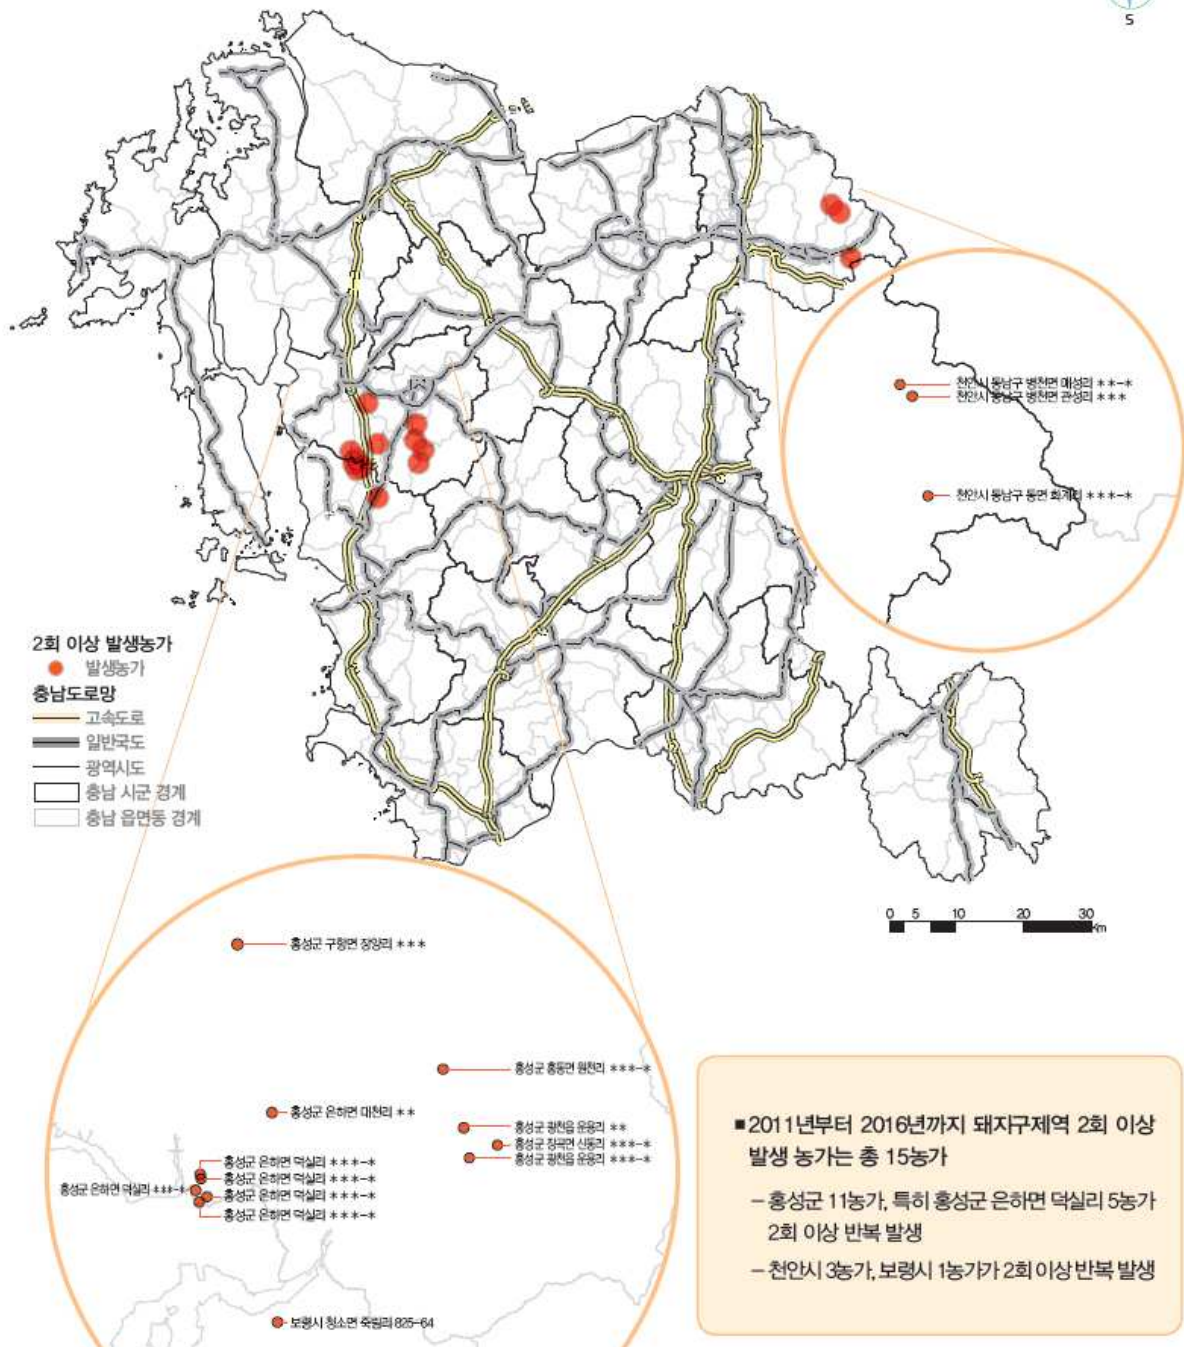 S
천안시 동남구 병천면 매성리 ***-*
천안시 동남구 병천면 관성리 ***
천안시 동남구 동면 화계리 ***-*
2회 이상 발생농가
발생농가
충남도로망
고속도로
일반국도
광역시도
충남 시군 경계
충남 읍면동 경계
0 5 10 20 30
Km
홍성군 구항면 장양리 ***
홍성군 홍동면 원천리 ***-*
홍성군 은하면 대천리 **
홍성군 광천읍 운용리 **
홍성군 장곡면 신동리 ***-*
홍성군 광천읍 운용리 ***-*
홍성군 은하면 덕실리 ***-*
홍성군 은하면 덕실리 ***-*
홍성군 은하면 덕실리 ***-*
홍성군 은하면 덕실리 ***-*
홍성군 은하면 덕실리 ***-*
보령시 청소면 죽림리 825-64
■2011년부터 2016년까지 돼지구제역 2회 이상
발생 농가는 총 15농가
– 홍성군 11농가, 특히 홍성군 은하면 덕실리 5농가
2회 이상 반복 발생
– 천안시 3농가, 보령시 1농가가 2회 이상 반복 발생